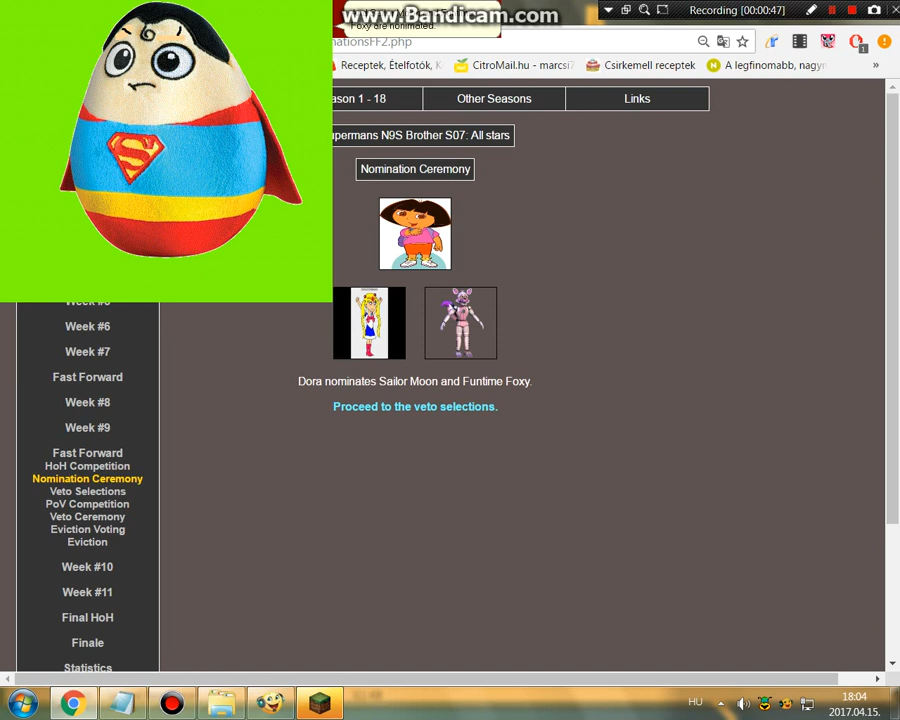 www.Bandicam.com
Recording [00:00:47]
Foxy are nominated.
nationsFF2.php
Receptek, Ételfotók, K
CitroMail.hu - marcsi7
Csirkemell receptek
A legfinomabb, nagyn
»
ason 1 - 18
Other Seasons
Links
upermans N9S Brother S07: All stars
Nomination Ceremony
Dora nominates Sailor Moon and Funtime Foxy.
Proceed to the veto selections.
Week #6
Week #7
Fast Forward
Week #8
Week #9
Fast Forward
HoH Competition
Nomination Ceremony
Veto Selections
PoV Competition
Veto Ceremony
Eviction Voting
Eviction
Week #10
Week #11
Final HoH
Finale
Statistics
HU
18:04
2017.04.15.